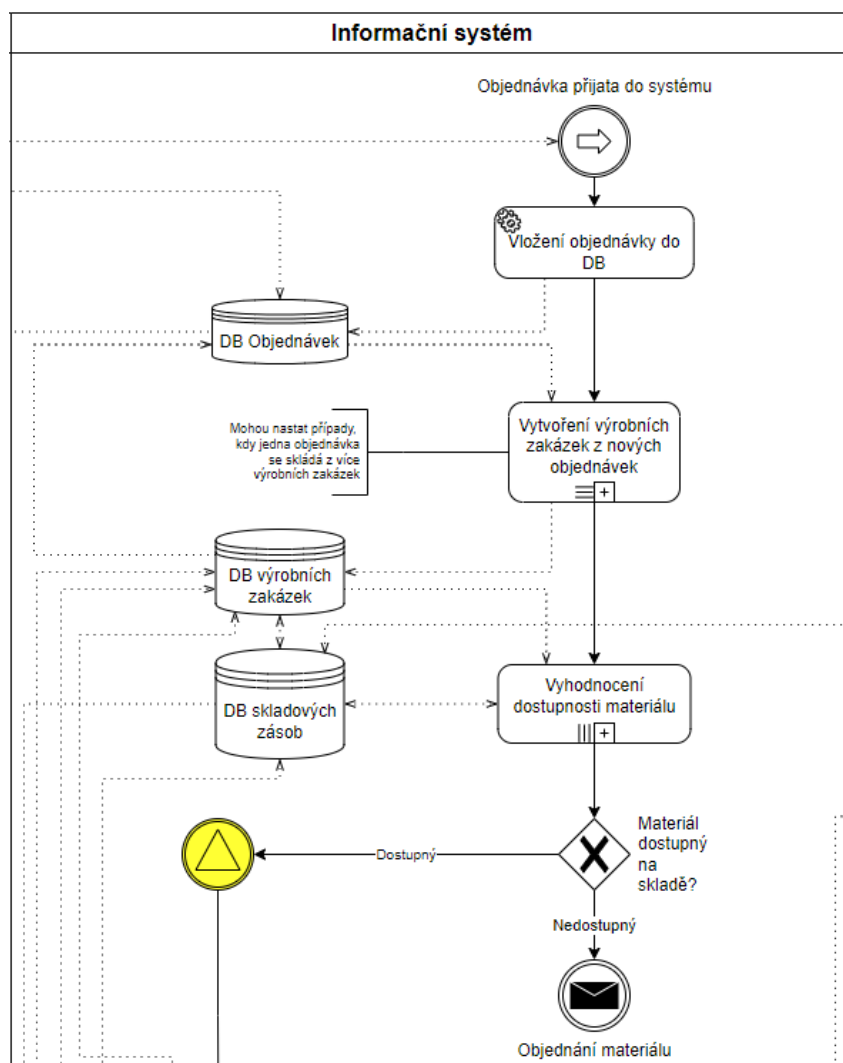 Informační systém
Objednávka přijata do systému
Vložení objednávky do
DB
DB Objednávek
Mohou nastat případy,
kdy jedna objednávka
se skládá z více
výrobních zakázek
Vytvoření výrobních
zakázek z nových
objednávek
DB výrobních
zakázek
DB skladových
zásob
Vyhodnocení
dostupnosti materiálu
Materiál
dostupný
na
skladě?
Dostupný
Nedostupný
Objednání materiálu